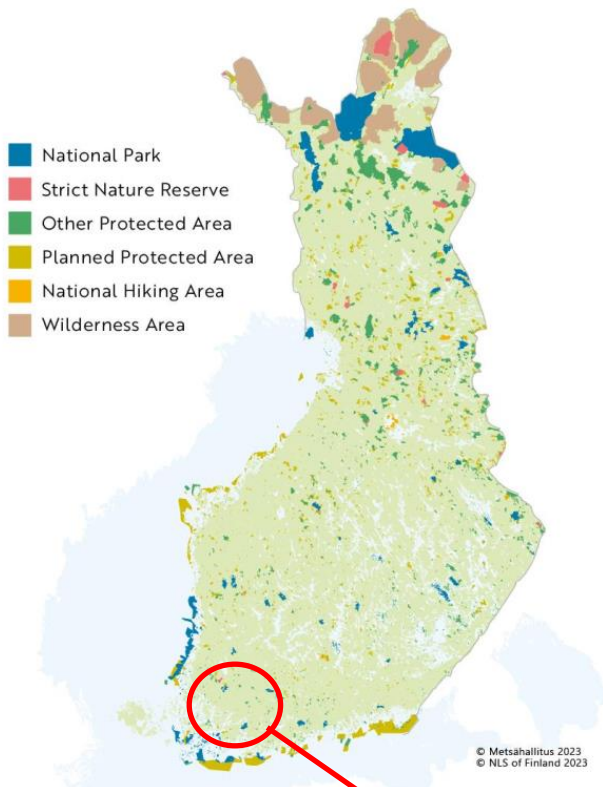 National Park
Strict Nature Reserve
Other Protected Area
Planned Protected Area
National Hiking Area
Wilderness Area
© Metsähallitus 2023
© NLS of Finland 2023